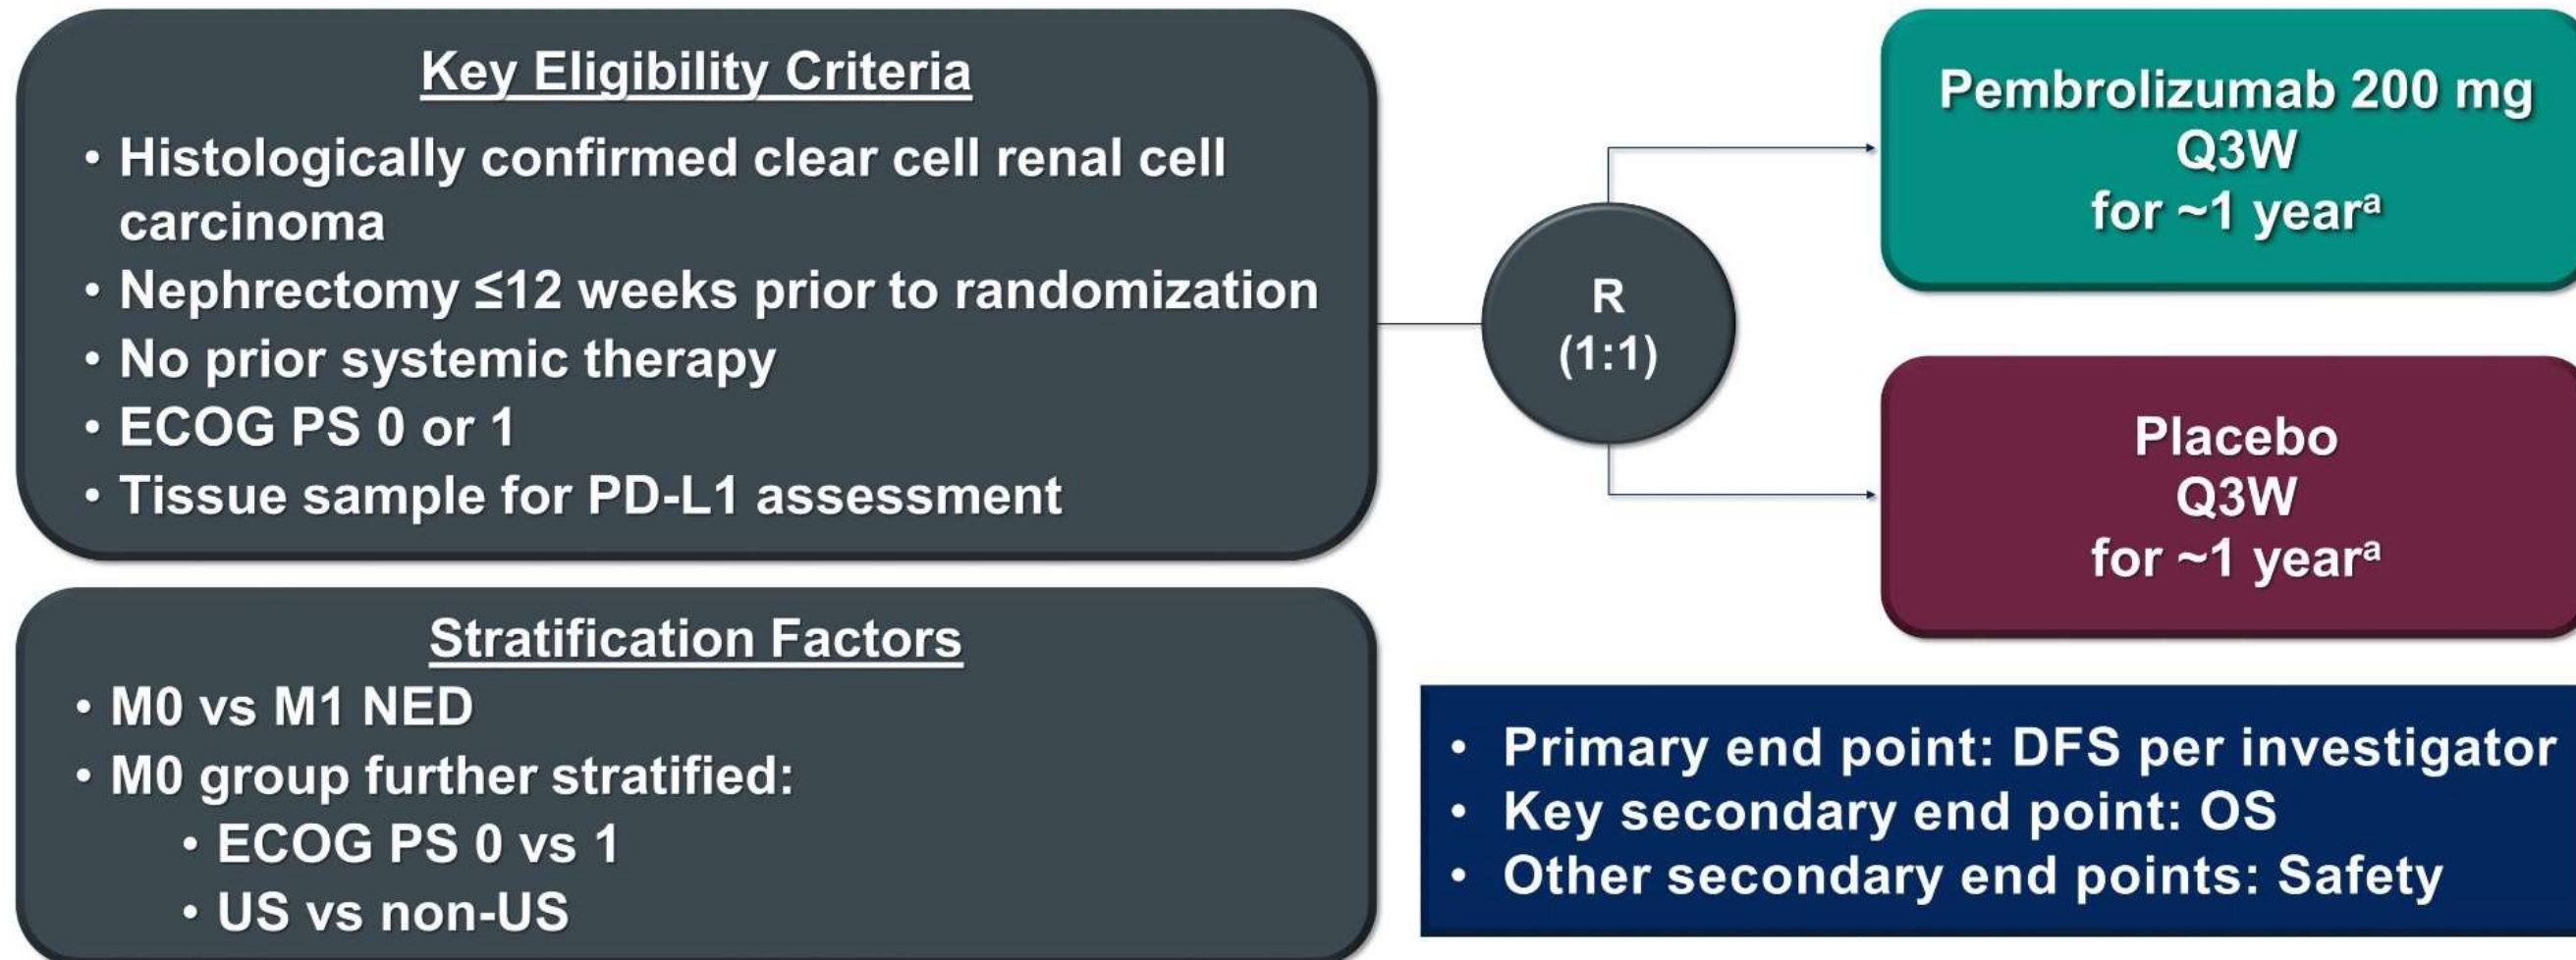 Key Eligibility Criteria
• Histologically confirmed clear cell renal cell
carcinoma
• Nephrectomy ≤12 weeks prior to randomization
• No prior systemic therapy
• ECOG PS 0 or 1
• Tissue sample for PD-L1 assessment
R
(1:1)
Pembrolizumab 200 mg
Q3W
for ~1 yearᵃ
Placebo
Q3W
for ~1 yearᵃ
Stratification Factors
• M0 vs M1 NED
• M0 group further stratified:
• ECOG PS 0 vs 1
• US vs non-US
• Primary end point: DFS per investigator
• Key secondary end point: OS
• Other secondary end points: Safety